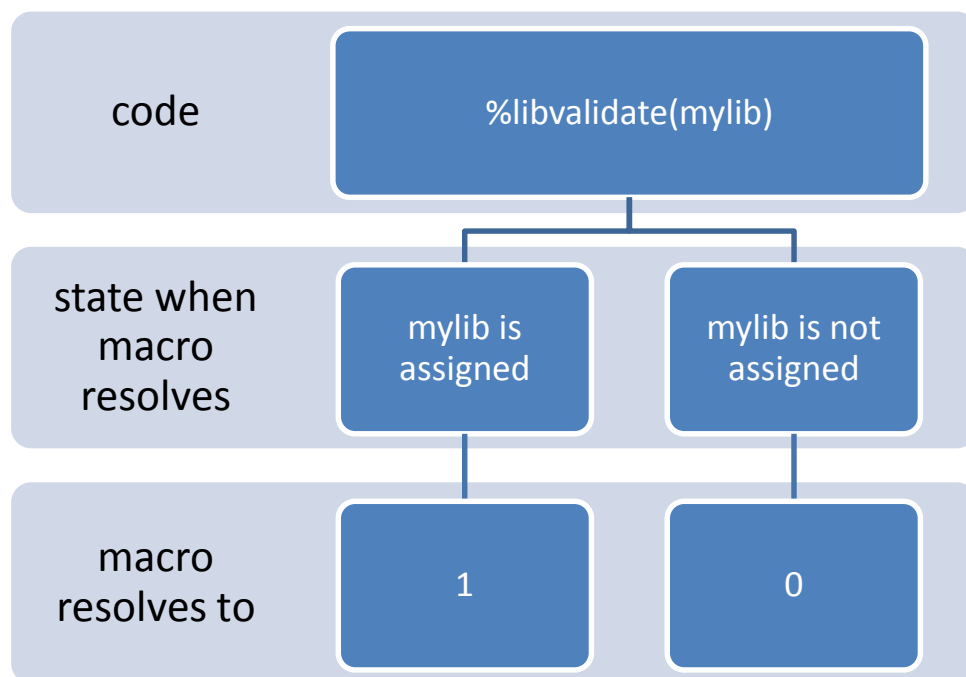 code
%libvalidate(mylib)
state when
macro
resolves
mylib is
assigned
mylib is not
assigned
macro
resolves to
1
0